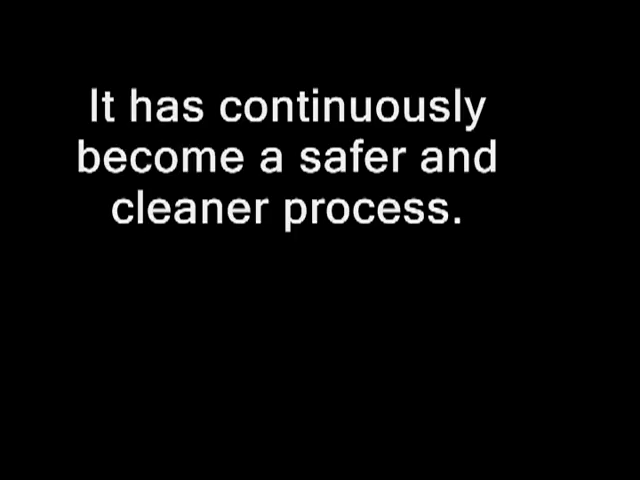 It has continuously
become a safer and
cleaner process.